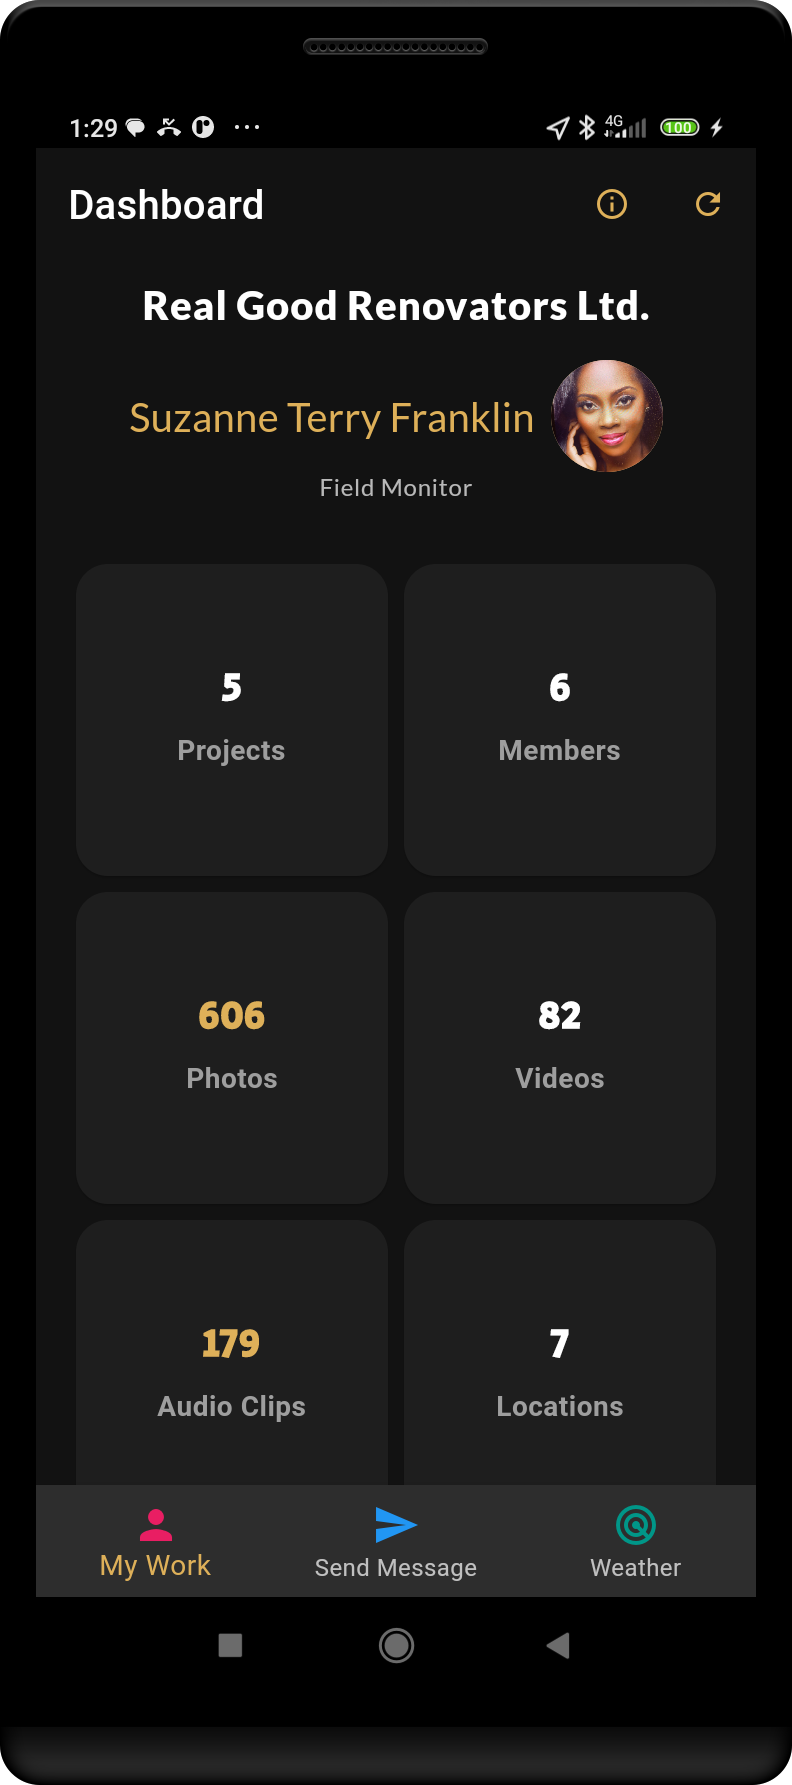 1:29
4G
100
Dashboard
Real Good Renovators Ltd.
Suzanne Terry Franklin
Field Monitor
5
6
Projects
Members
606
82
Photos
Videos
179
7
Audio Clips
Locations
My Work
Send Message
Weather